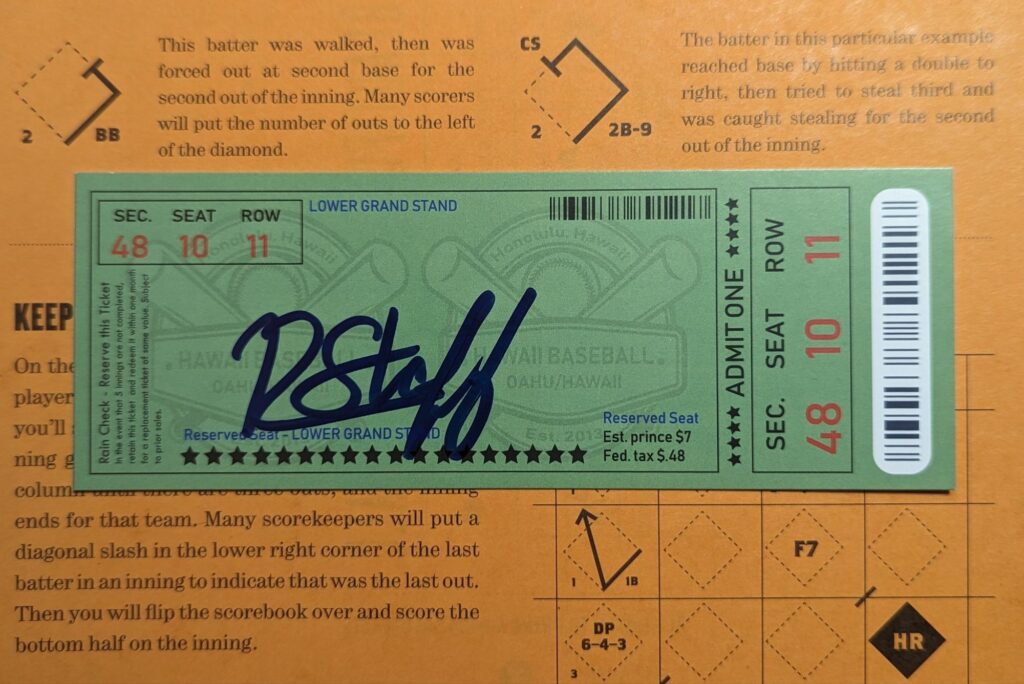 This batter was walked, then was
forced out at second base for the
second out of the inning. Many scorers
will put the number of outs to the left
of the diamond.
2
BB
CS
2
2B-9
The batter in this particular example
reached base by hitting a double to
right, then tried to steal third and
was caught stealing for the second
out of the inning.
SEC. SEAT ROW
48 10 11
LOWER GRAND STAND
Honolulu, Hawaii
Honolulu, Hawaii
Rain Check - Reserve this Ticket
In the event that 5 innings are not completed,
retain this ticket and redeem it within one month
for a replacement ticket of same value. Subject
to prior sales.
HAWAII BASEBALL
OAHU/HAWAII
HAWAII BASEBALL
OAHU/HAWAII
Est. 2013
R Staff
Reserved Seat - LOWER GRAND STAND
Reserved Seat
Est. prince $7
Fed. tax $.48
ADMIT ONE
SEC. SEAT ROW
48 10 11
KEEP
On the
player
you'll
ning
column until there are three outs, and the inning
ends for that team. Many scorekeepers will put a
diagonal slash in the lower right corner of the last
batter in an inning to indicate that was the last out.
Then you will flip the scorebook over and score the
bottom half on the inning.
1
1B
F7
DP
6-4-3
3
HR